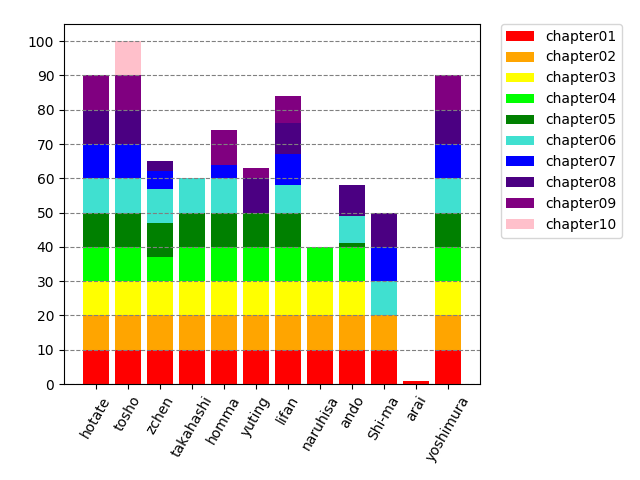 100
90
80
70
60
50
40
30
20
10
0
hotate
tosho
zchen
takahashi
homma
yuting
lifan
naruhisa
ando
Shi-ma
arai
yoshimura
chapter01
chapter02
chapter03
chapter04
chapter05
chapter06
chapter07
chapter08
chapter09
chapter10